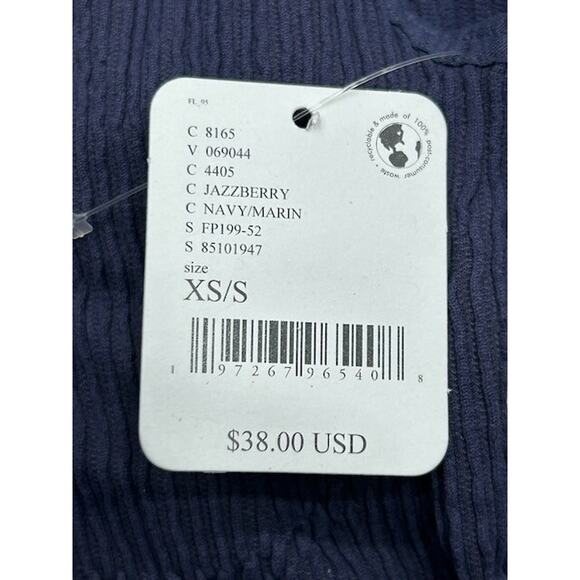 FL_95
recyclable & made of 100% post-consumer waste •
C 8165
V 069044
C 4405
C JAZZBERRY
C NAVY/MARIN
S FP199-52
S 85101947
size
XS/S
1 97267 96540 8
$38.00 USD